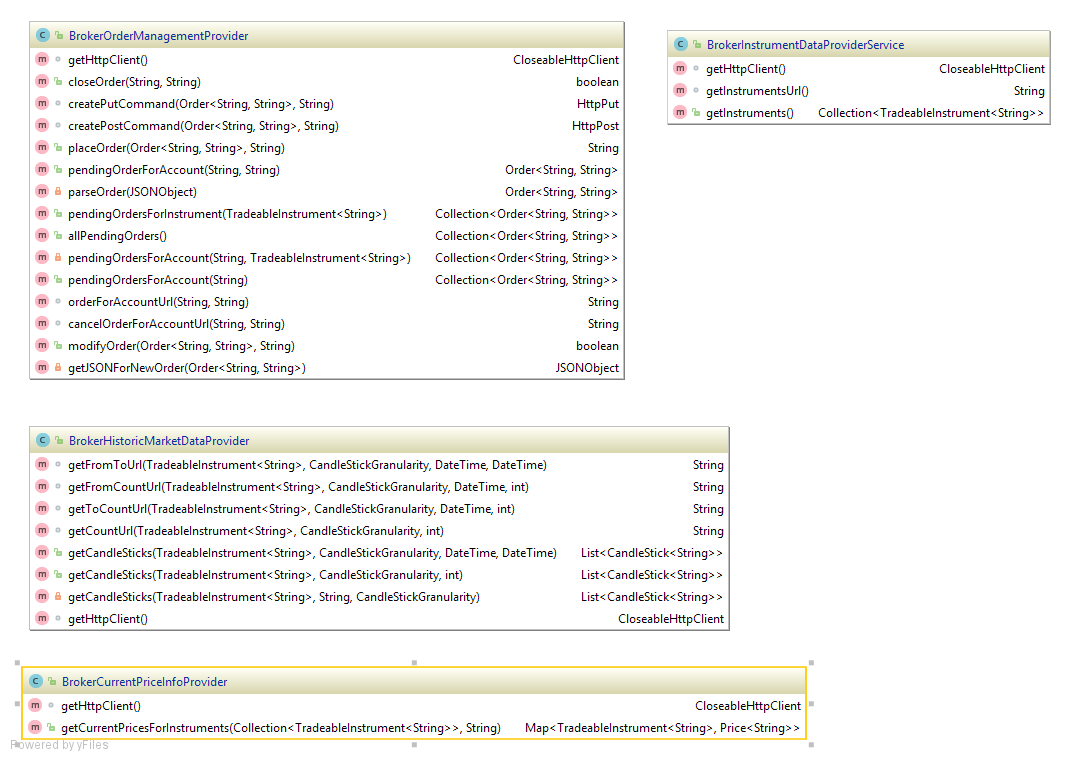 BrokerOrderManagementProvider
getHttpClient() CloseableHttpClient
closeOrder(String, String) boolean
createPutCommand(Order<String, String>, String) HttpPut
createPostCommand(Order<String, String>, String) HttpPost
placeOrder(Order<String, String>, String) String
pendingOrderForAccount(String, String) Order<String, String>
parseOrder(JSONObject) Order<String, String>
pendingOrdersForInstrument(TradeableInstrument<String>) Collection<Order<String, String>>
allPendingOrders() Collection<Order<String, String>>
pendingOrdersForAccount(String, TradeableInstrument<String>) Collection<Order<String, String>>
pendingOrdersForAccount(String) Collection<Order<String, String>>
orderForAccountUrl(String, String) String
cancelOrderForAccountUrl(String, String) String
modifyOrder(Order<String, String>, String) boolean
getJSONForNewOrder(Order<String, String>) JSONObject
BrokerInstrumentDataProviderService
getHttpClient() CloseableHttpClient
getInstrumentsUrl() String
getInstruments() Collection<TradeableInstrument<String>>
BrokerHistoricMarketDataProvider
getFromToUrl(TradeableInstrument<String>, CandleStickGranularity, DateTime, DateTime) String
getFromCountUrl(TradeableInstrument<String>, CandleStickGranularity, DateTime, int) String
getToCountUrl(TradeableInstrument<String>, CandleStickGranularity, DateTime, int) String
getCountUrl(TradeableInstrument<String>, CandleStickGranularity, int) String
getCandleSticks(TradeableInstrument<String>, CandleStickGranularity, DateTime, DateTime) List<CandleStick<String>>
getCandleSticks(TradeableInstrument<String>, CandleStickGranularity, int) List<CandleStick<String>>
getCandleSticks(TradeableInstrument<String>, String, CandleStickGranularity) List<CandleStick<String>>
getHttpClient() CloseableHttpClient
BrokerCurrentPriceInfoProvider
getHttpClient() CloseableHttpClient
getCurrentPricesForInstruments(Collection<TradeableInstrument<String>>, String) Map<TradeableInstrument<String>, Price<String>>
Powered by yFiles